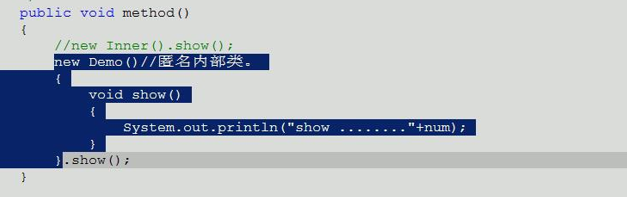 public void method()
{
//new Inner().show();
new Demo()//匿名内部类。
{
void show()
{
System.out.println("show ........"+num);
}
}.show();
}